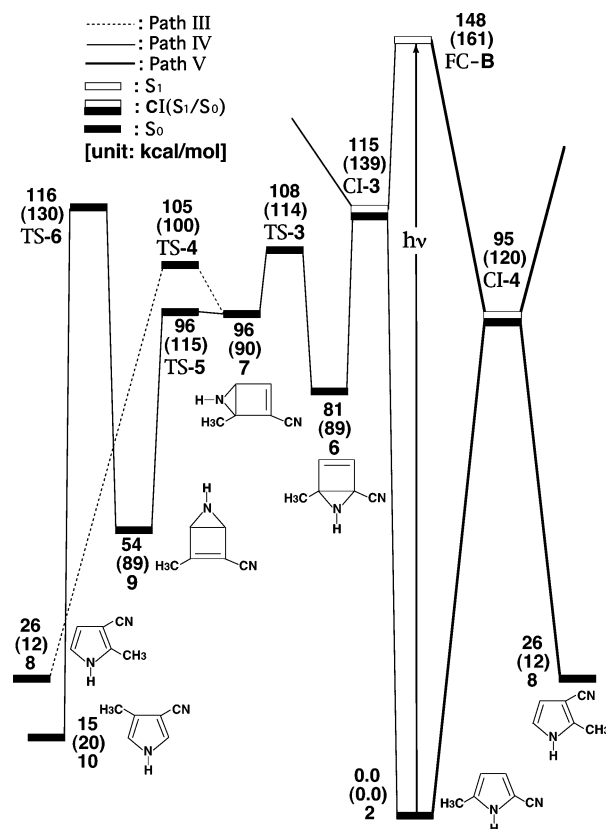 : Path III
: Path IV
: Path V
: S1
: CI(S1/S0)
: S0
[unit: kcal/mol]
148
(161)
FC-B
115
(139)
CI-3
116
(130)
TS-6
105
(100)
TS-4
108
(114)
TS-3
hν
95
(120)
CI-4
96
(115)
TS-5
96
(90)
7
H N
H3C
CN
81
(89)
6
H3C
CN
N
H
H
N
H3C
CN
54
(89)
9
26
(12)
8
CN
N
CH3
H
15
(20)
10
H3C
CN
N
H
26
(12)
8
CN
N
CH3
H
0.0
(0.0)
2
H3C
N
CN
H